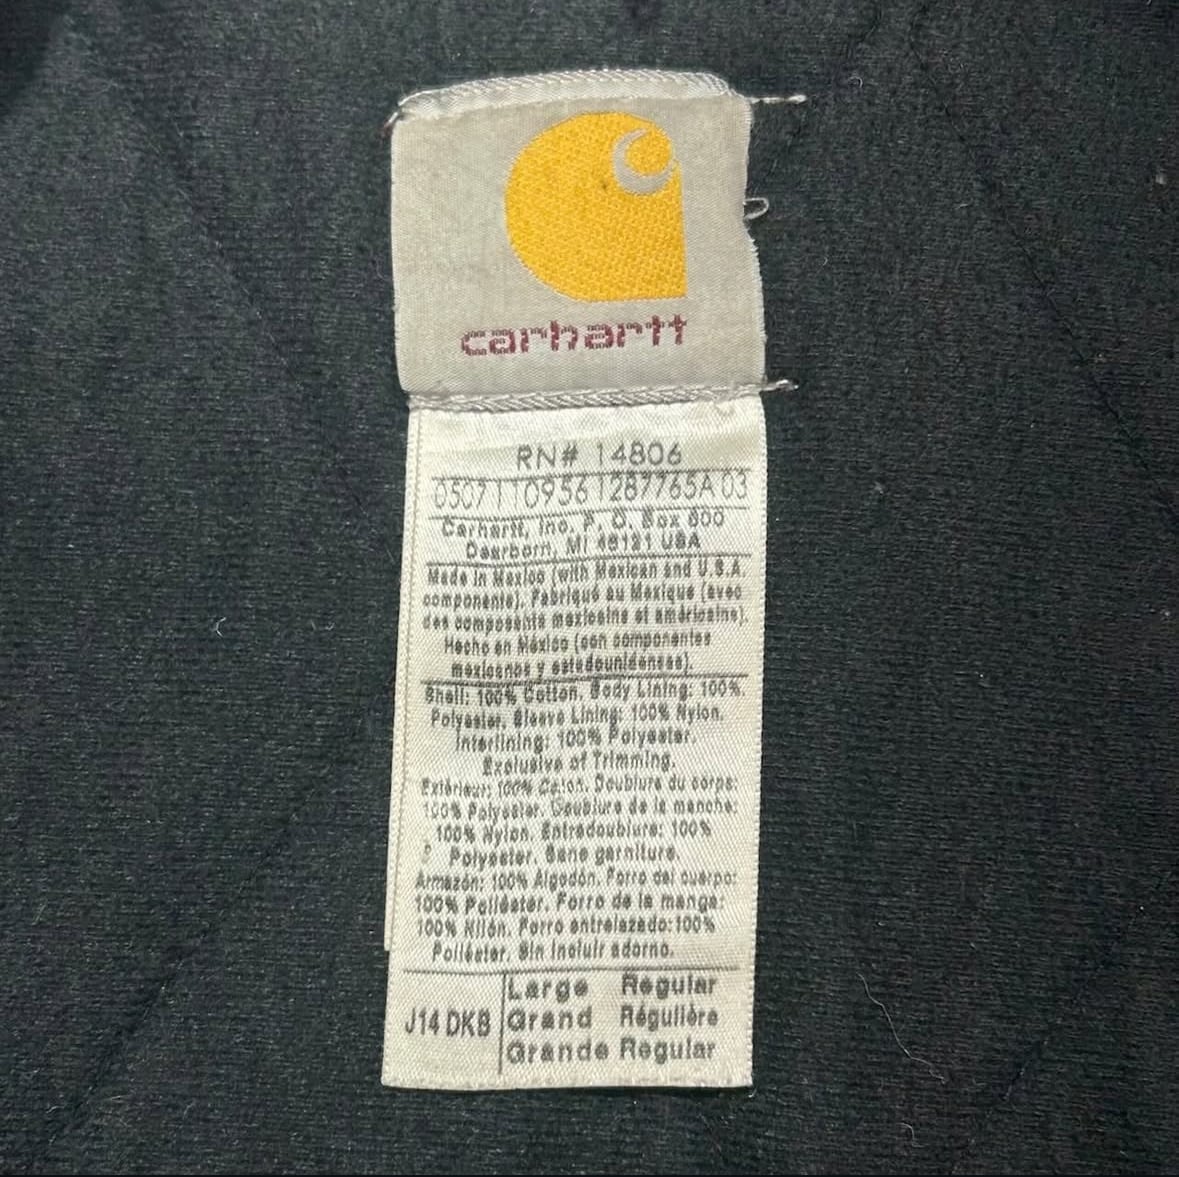 carhartt
RN# 14806
0507110956 1287765A 03
Carhartt, Inc. P. O. Box 600
Dearborn, MI 48121 USA
Made in Mexico (with Mexican and U.S.A.
components). Fabriqué au Mexique (avec
des composants mexicains et américains).
Hecho en México (con componentes
mexicanos y estadounidenses).
Shell: 100% Cotton. Body Lining: 100%
Polyester. Sleeve Lining: 100% Nylon.
Interlining: 100% Polyester.
Exclusive of Trimming.
Extérieur: 100% Coton. Doublure du corps:
100% Polyester. Doublure de la manche:
100% Nylon. Entredoublure: 100%
Polyester. Sans garniture.
Armazón: 100% Algodón. Forro del cuerpo:
100% Poliéster. Forro de la manga:
100% Nilón. Forro entrelazado:100%
Poliéster. Sin incluir adorno.
J14 DKB
Large Regular
Grand Régulière
Grande Regular